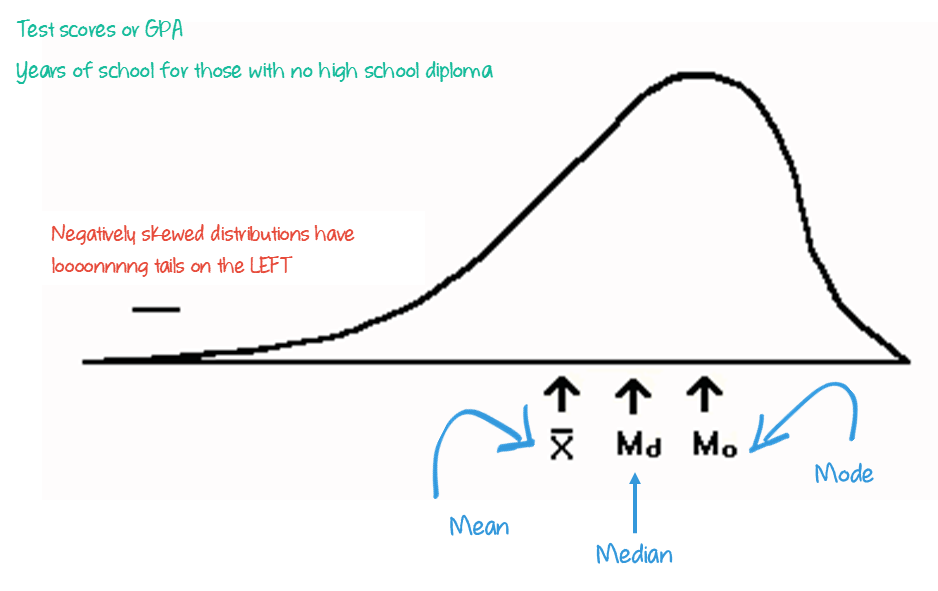 Test scores or GPA
Years of school for those with no high school diploma
Negatively skewed distributions have
loooonnnng tails on the LEFT
X̅ Md Mo
Mean
Median
Mode